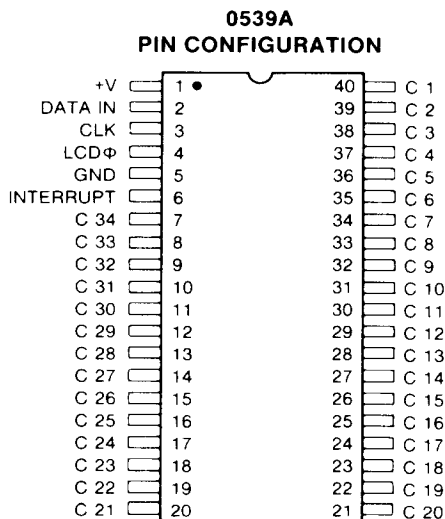 0539A
PIN CONFIGURATION
+V 1 40 C 1
DATA IN 2 39 C 2
CLK 3 38 C 3
LCDΦ 4 37 C 4
GND 5 36 C 5
INTERRUPT 6 35 C 6
C 34 7 34 C 7
C 33 8 33 C 8
C 32 9 32 C 9
C 31 10 31 C 10
C 30 11 30 C 11
C 29 12 29 C 12
C 28 13 28 C 13
C 27 14 27 C 14
C 26 15 26 C 15
C 25 16 25 C 16
C 24 17 24 C 17
C 23 18 23 C 18
C 22 19 22 C 19
C 21 20 21 C 20